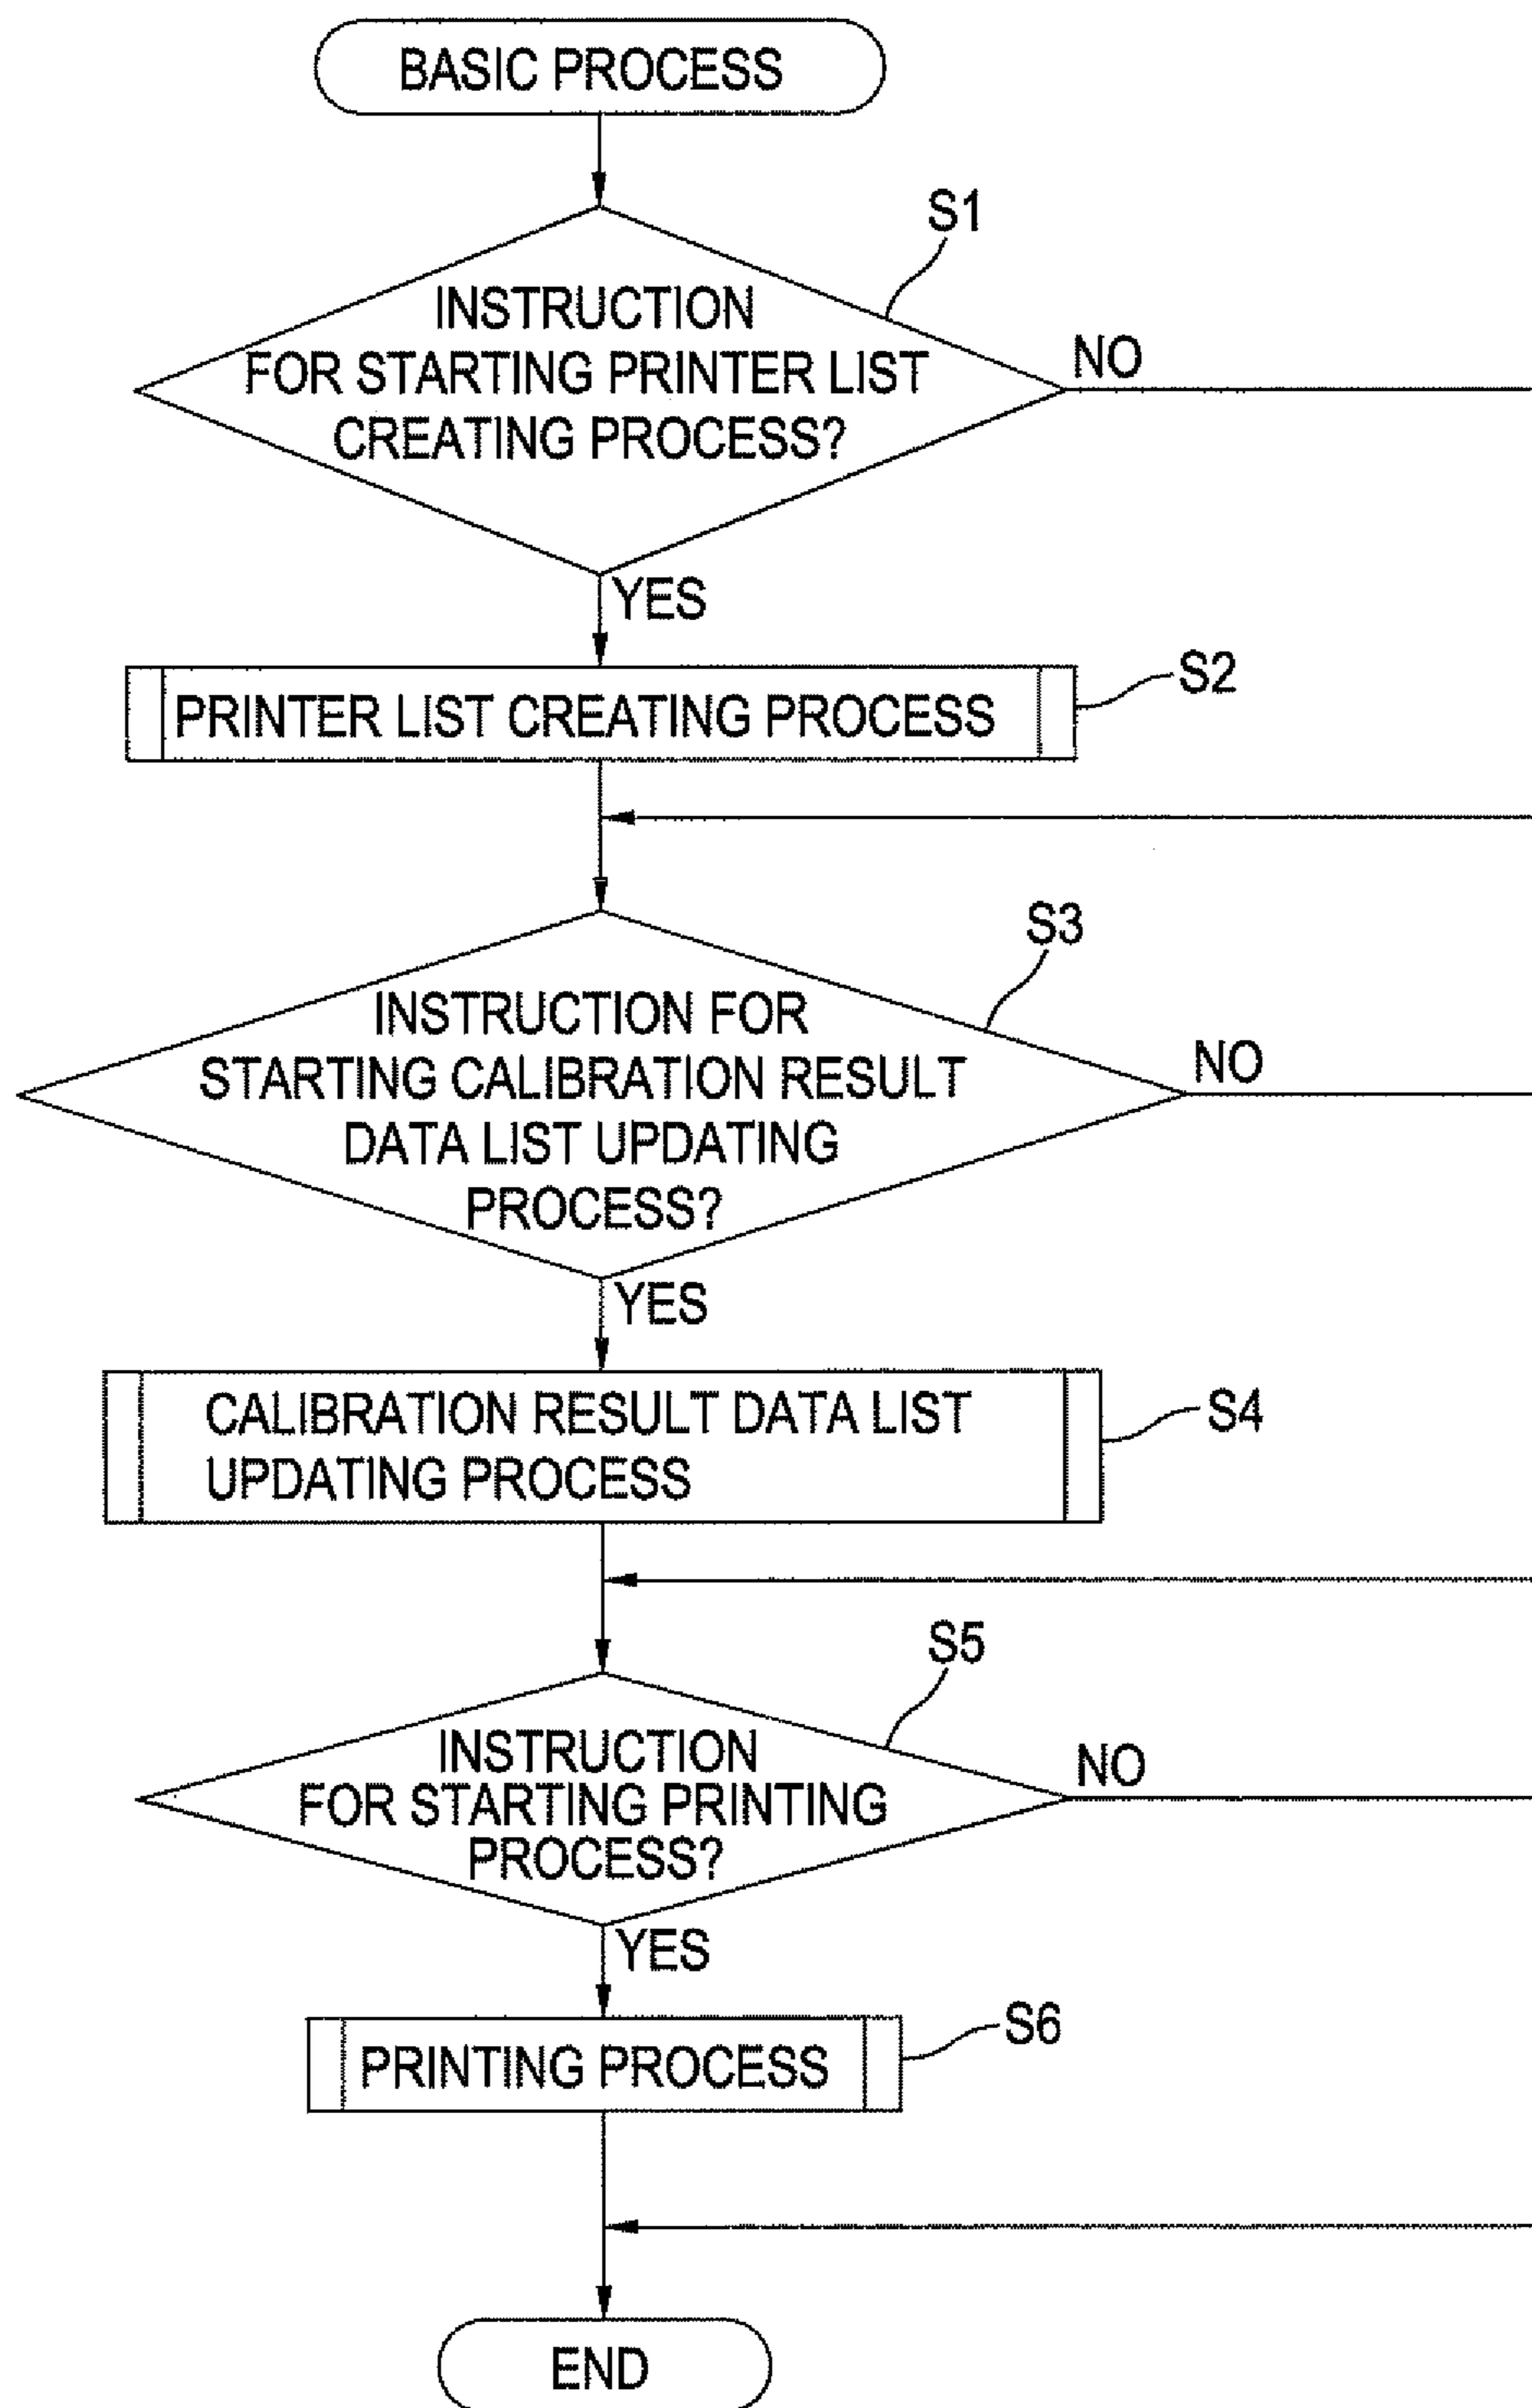 BASIC PROCESS
S1
INSTRUCTION
FOR STARTING PRINTER LIST
CREATING PROCESS?
NO
YES
PRINTER LIST CREATING PROCESS
S2
S3
INSTRUCTION FOR
STARTING CALIBRATION RESULT
DATA LIST UPDATING
PROCESS?
NO
YES
CALIBRATION RESULT DATA LIST
UPDATING PROCESS
S4
S5
INSTRUCTION
FOR STARTING PRINTING
PROCESS?
NO
YES
PRINTING PROCESS
S6
END